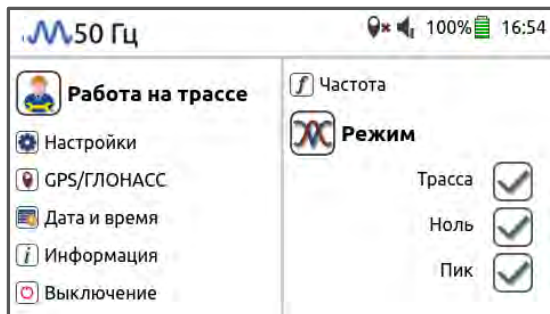 50 Гц 100% 16:54
Работа на трассе
Настройки
GPS/ГЛОНАСС
Дата и время
Информация
Выключение
Частота
Режим
Трасса
Ноль
Пик